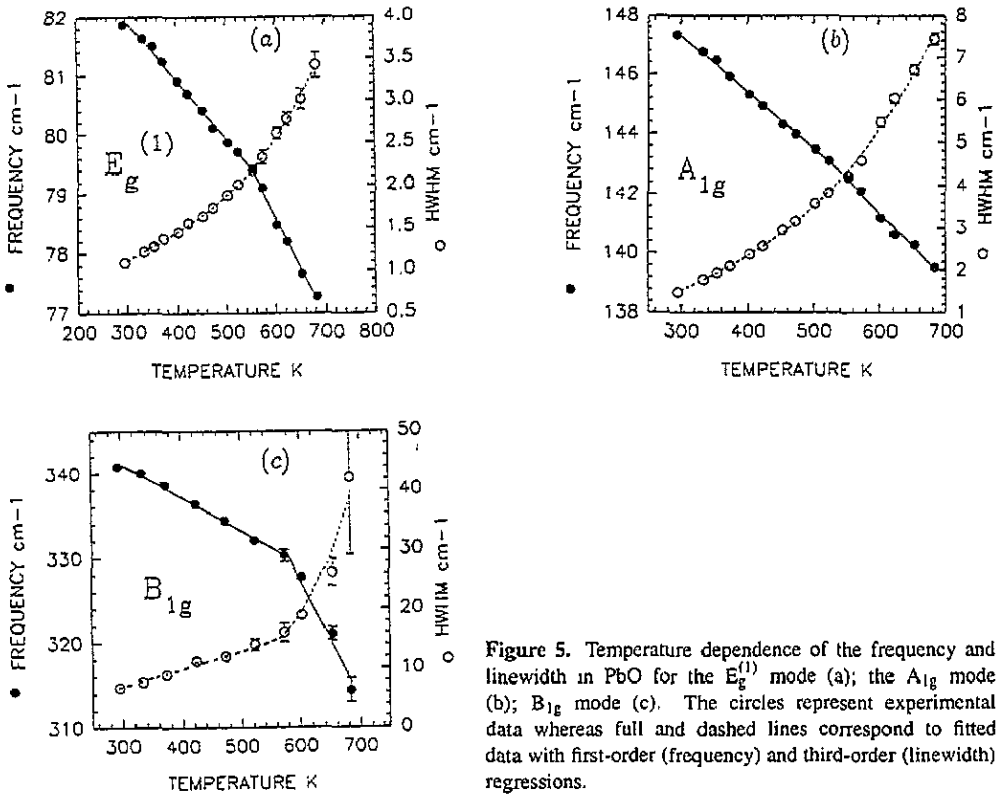 82
81
80
79
78
77
4.0
3.5
3.0
2.5
2.0
1.5
1.0
0.5
200 300 400 500 600 700 800
TEMPERATURE K
● FREQUENCY cm-1
○ HWHM cm-1
(a)
E_g^(1)
148
146
144
142
140
138
8
7
6
5
4
3
2
1
300 400 500 600 700
TEMPERATURE K
● FREQUENCY cm-1
○ HWHM cm-1
(b)
A_1g
340
330
320
310
50
40
30
20
10
0
300 400 500 600 700
TEMPERATURE K
● FREQUENCY cm-1
○ HWHM cm-1
(c)
B_1g
Figure 5. Temperature dependence of the frequency and
linewidth in PbO for the E_g^(1) mode (a); the A_1g mode
(b); B_1g mode (c). The circles represent experimental
data whereas full and dashed lines correspond to fitted
data with first-order (frequency) and third-order (linewidth)
regressions.